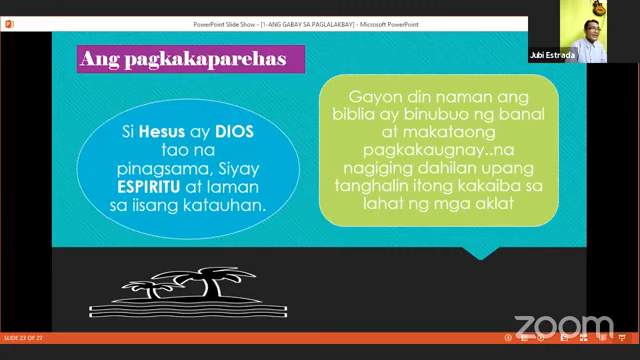 PowerPoint Slide Show - [1-ANG GABAY SA PAGLALAKBAY] - Microsoft PowerPoint
Jubi Estrada
Ang pagkakaparehas
Si Hesus ay DIOS
tao na
pinagsama, Siyay
ESPIRITU at laman
sa iisang katauhan.
Gayon din naman ang
biblia ay binubuo ng banal
at makataong
pagkakaugnay..na
nagiging dahilan upang
tanghalin itong kakaiba sa
lahat ng mga aklat
zoom
SLIDE 23 OF 27